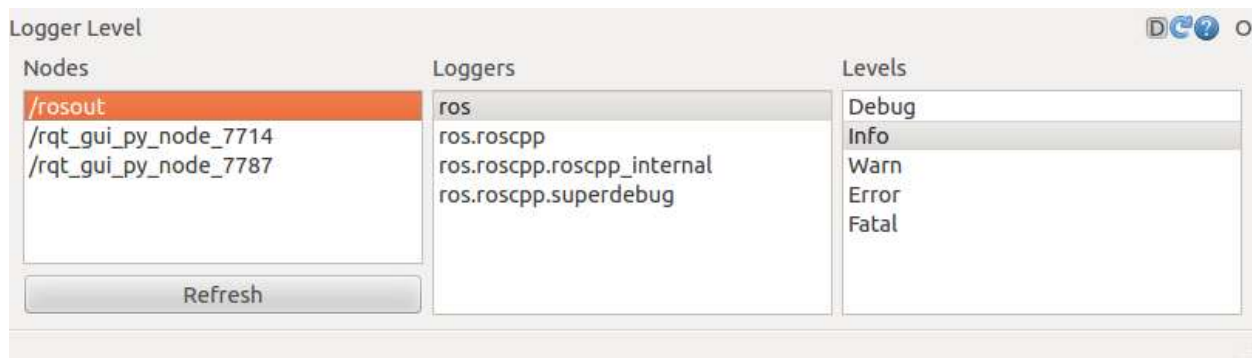 Logger Level
D ? O
Nodes
/rosout
/rqt_gui_py_node_7714
/rqt_gui_py_node_7787
Refresh
Loggers
ros
ros.roscpp
ros.roscpp.roscpp_internal
ros.roscpp.superdebug
Levels
Debug
Info
Warn
Error
Fatal